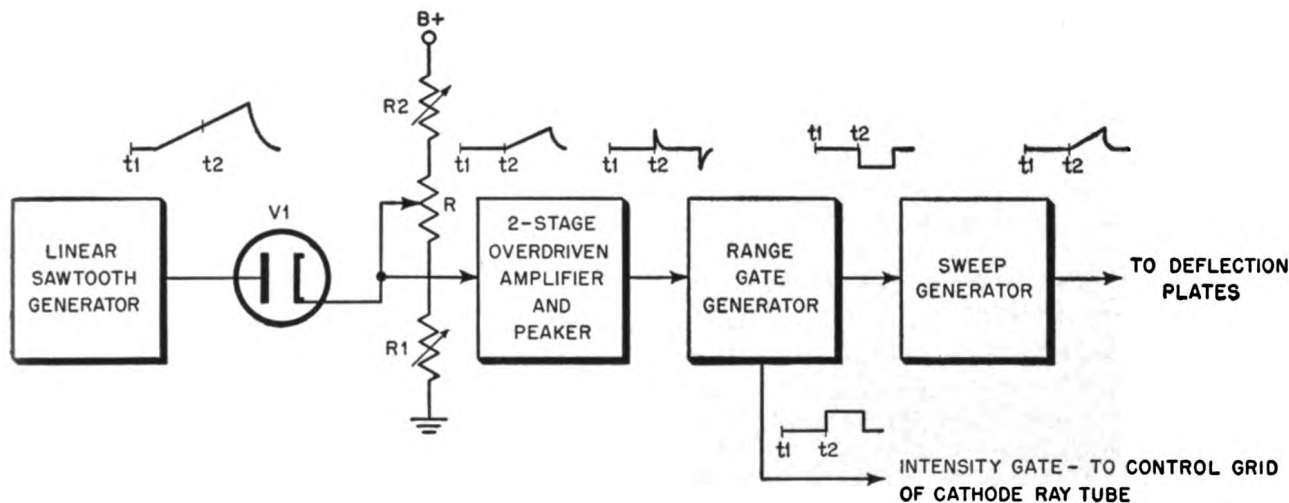 B+
R2
t1
t2
t1
t2
t1
t2
t1
t2
t1
t2
V1
R
LINEAR
SAWTOOTH
GENERATOR
2-STAGE
OVERDRIVEN
AMPLIFIER
AND
PEAKER
RANGE
GATE
GENERATOR
SWEEP
GENERATOR
TO DEFLECTION
PLATES
R1
t1
t2
INTENSITY GATE - TO CONTROL GRID
OF CATHODE RAY TUBE